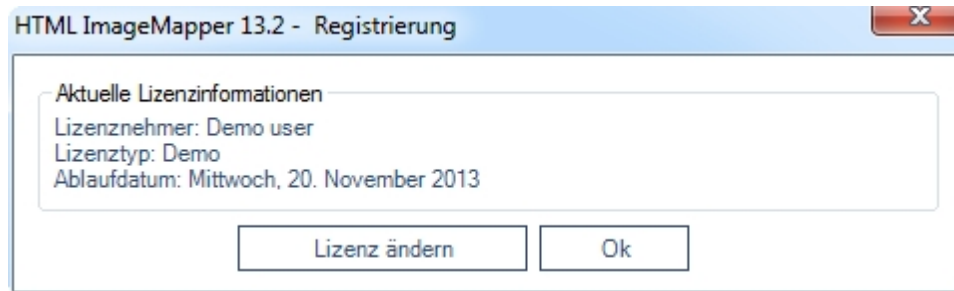 HTML ImageMapper 13.2 - Registrierung
Aktuelle Lizenzinformationen
Lizenznehmer: Demo user
Lizenztyp: Demo
Ablaufdatum: Mittwoch, 20. November 2013
Lizenz ändern Ok